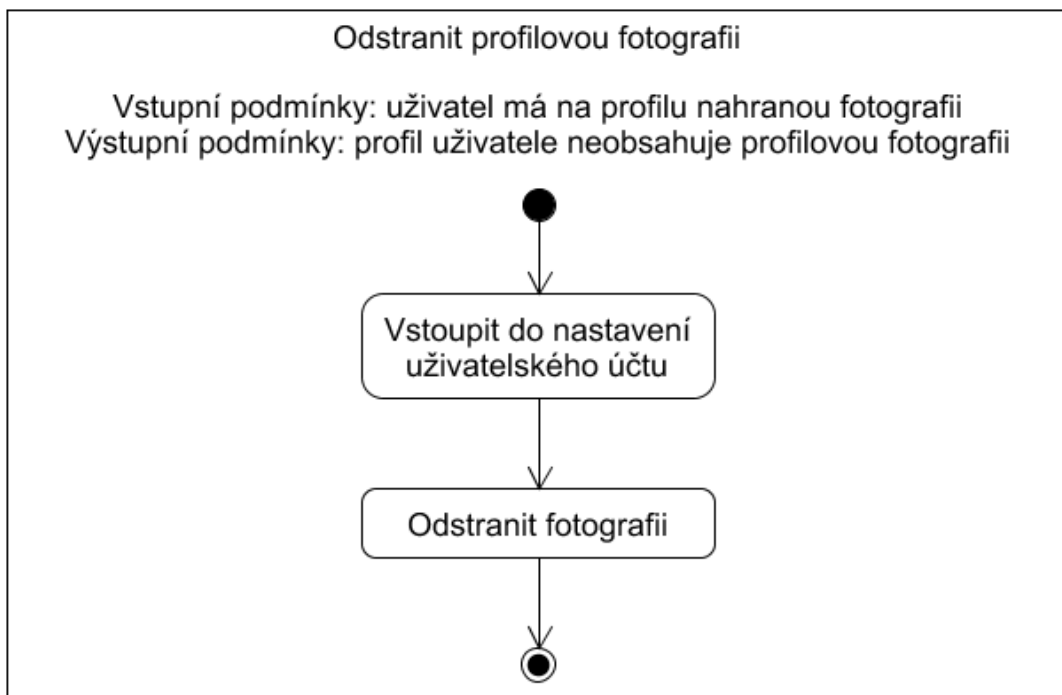 Odstranit profilovou fotografii
Vstupní podmínky: uživatel má na profilu nahranou fotografii
Výstupní podmínky: profil uživatele neobsahuje profilovou fotografii
Vstoupit do nastavení
uživatelského účtu
Odstranit fotografii